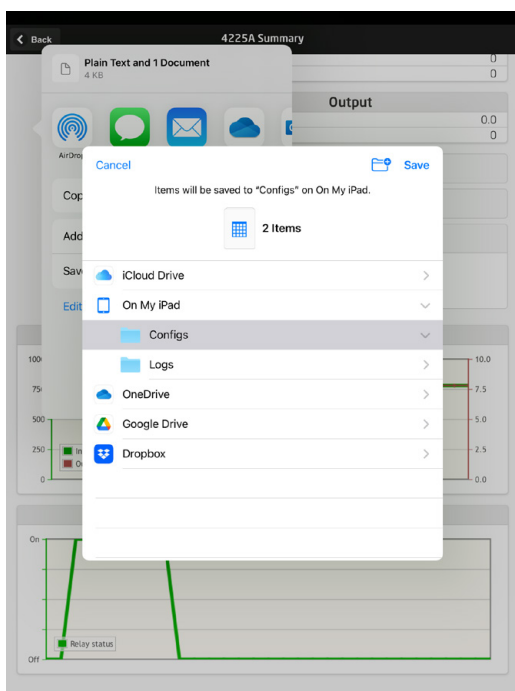 Back
4225A Summary
Plain Text and 1 Document
4 KB
0
0
Output
0.0
0
Cancel
Save
Items will be saved to “Configs” on On My iPad.
2 Items
iCloud Drive
On My iPad
Configs
Logs
OneDrive
Google Drive
Dropbox
Add
Edit
500
250
0
10.0
7.5
5.0
2.5
0.0
On
Relay status
Off